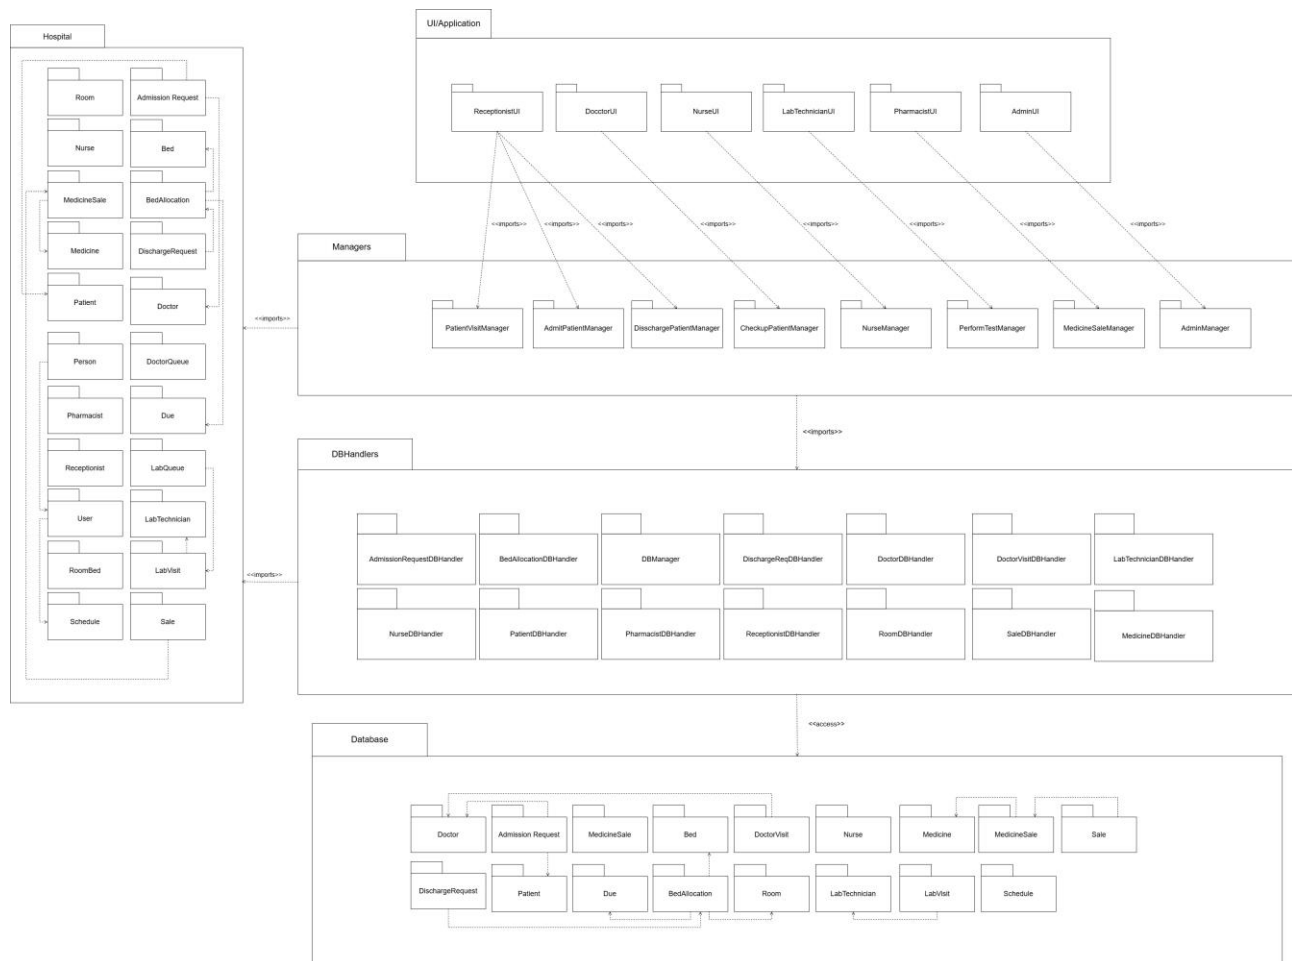 UI/Application
Hospital
Room
Admission Request
ReceptionistUI
DocctorUI
NurseUI
LabTechnicianUI
PharmacistUI
AdminUI
Nurse
Bed
MedicineSale
BedAllocation
<<imports>>
<<imports>>
<<imports>>
<<imports>>
<<imports>>
<<imports>>
<<imports>>
<<imports>>
Medicine
DischargeRequest
Managers
Patient
Doctor
<<imports>>
PatientVisitManager
AdmitPatientManager
DisschargePatientManager
CheckupPatientManager
NurseManager
PerformTestManager
MedicineSaleManager
AdminManager
Person
DoctorQueue
Pharmacist
Due
<<imports>>
DBHandlers
Receptionist
LabQueue
User
LabTechnician
RoomBed
LabVisit
<<imports>>
AdmissionRequestDBHandler
BedAllocationDBHandler
DBManager
DischargeReqDBHandler
DoctorDBHandler
DoctorVisitDBHandler
LabTechnicianDBHandler
Schedule
Sale
NurseDBHandler
PatientDBHandler
PharmacistDBHandler
ReceptionistDBHandler
RoomDBHandler
SaleDBHandler
MedicineDBHandler
<<access>>
Database
Doctor
Admission Request
MedicineSale
Bed
DoctorVisit
Nurse
Medicine
MedicineSale
Sale
DischargeRequest
Patient
Due
BedAllocation
Room
LabTechnician
LabVisit
Schedule